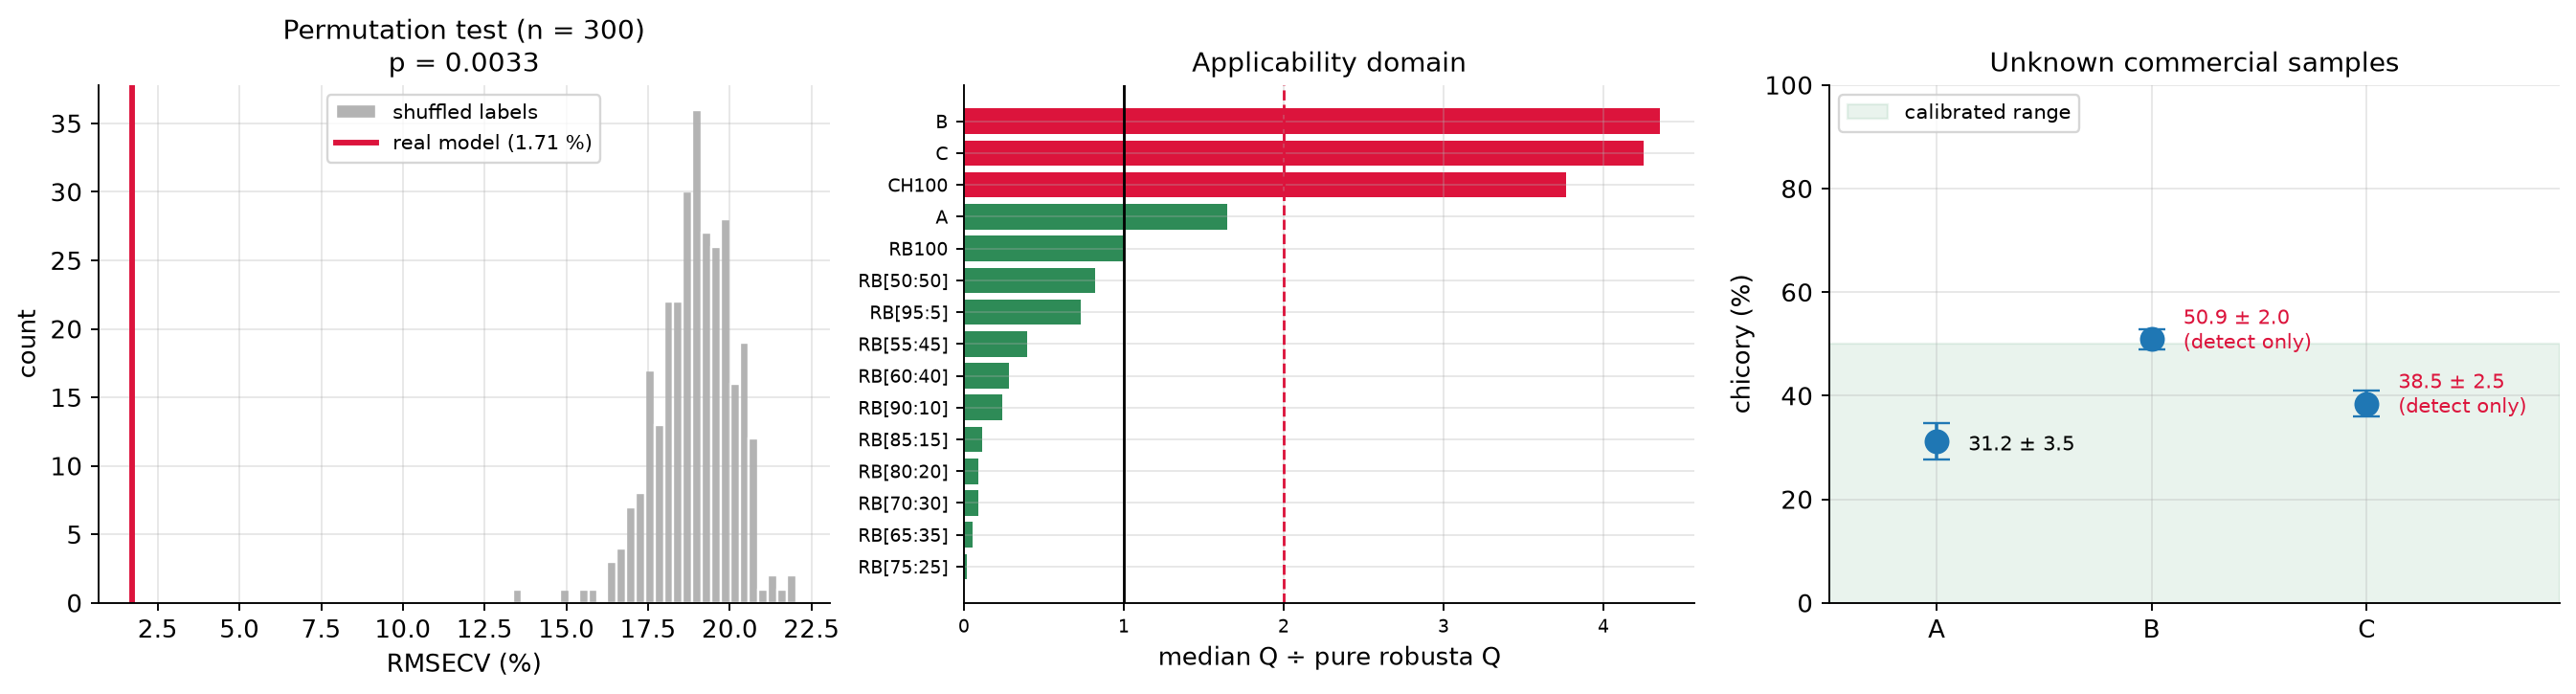 Permutation test (n = 300)
p = 0.0033
shuffled labels
real model (1.71 %)
count
35
30
25
20
15
10
5
0
2.5 5.0 7.5 10.0 12.5 15.0 17.5 20.0 22.5
RMSECV (%)
Applicability domain
B
C
CH100
A
RB100
RB[50:50]
RB[95:5]
RB[55:45]
RB[60:40]
RB[90:10]
RB[85:15]
RB[80:20]
RB[70:30]
RB[65:35]
RB[75:25]
0 1 2 3 4
median Q ÷ pure robusta Q
Unknown commercial samples
calibrated range
chicory (%)
100
80
60
40
20
0
50.9 ± 2.0
(detect only)
38.5 ± 2.5
(detect only)
31.2 ± 3.5
A B C